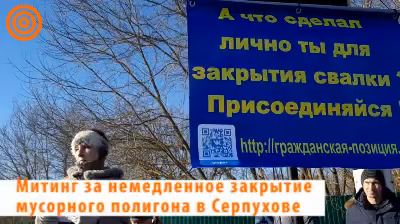 А что сделал
лично ты для
закрытия свалки ?
Присоединяйся
http://гражданская-позиция.
Митинг за немедленное закрытие
мусорного полигона в Серпухове